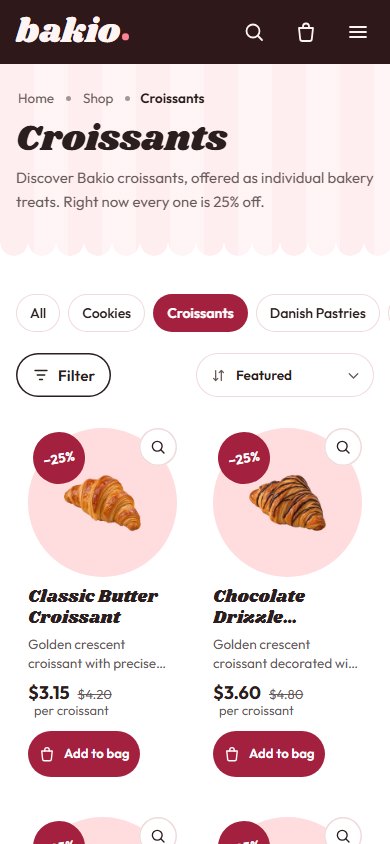 bakio.
Home • Shop • Croissants
Croissants
Discover Bakio croissants, offered as individual bakery
treats. Right now every one is 25% off.
All
Cookies
Croissants
Danish Pastries
Filter
Featured
-25%
Classic Butter
Croissant
Golden crescent
croissant with precise...
$3.15 $4.20
per croissant
Add to bag
-25%
Chocolate
Drizzle...
Golden crescent
croissant decorated wi...
$3.60 $4.80
per croissant
Add to bag